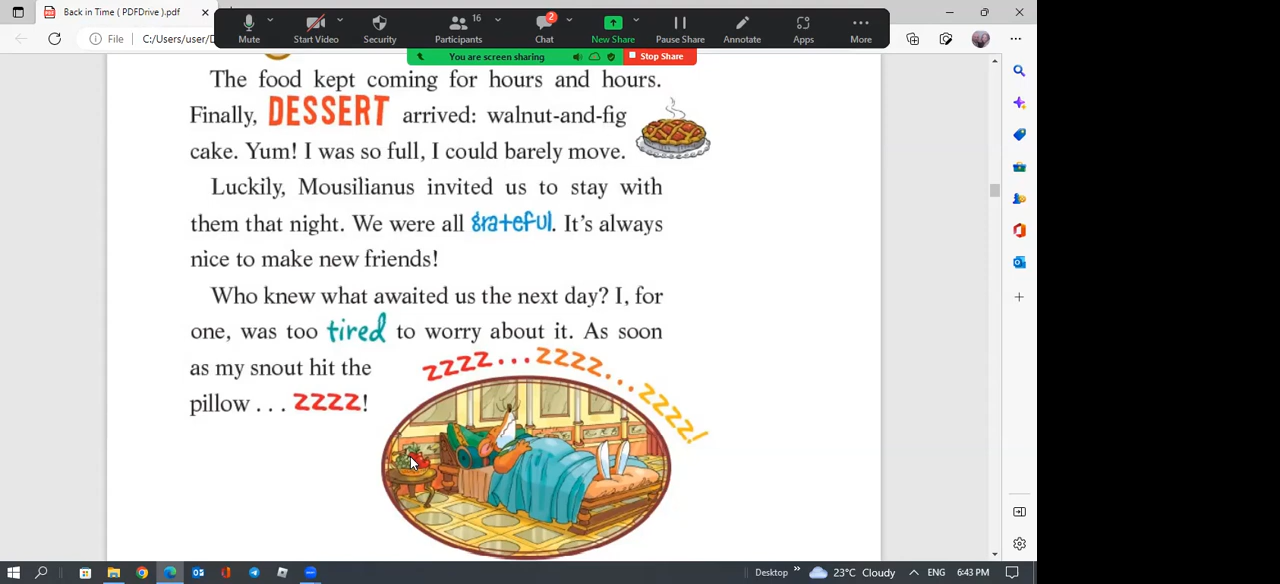 Back in Time ( PDFDrive ).pdf
16
2
Mute
Start Video
Security
Participants
Chat
New Share
Pause Share
Annotate
Apps
More
File
C:/Users/user/D
You are screen sharing
Stop Share
The food kept coming for hours and hours.
Finally, DESSERT arrived: walnut-and-fig
cake. Yum! I was so full, I could barely move.
Luckily, Mousilianus invited us to stay with
them that night. We were all grateful. It’s always
nice to make new friends!
Who knew what awaited us the next day? I, for
one, was too tired to worry about it. As soon
as my snout hit the
pillow . . . zzzz!
zzzz...zzzz...zzzz!
Desktop
23°C Cloudy
ENG
6:43 PM